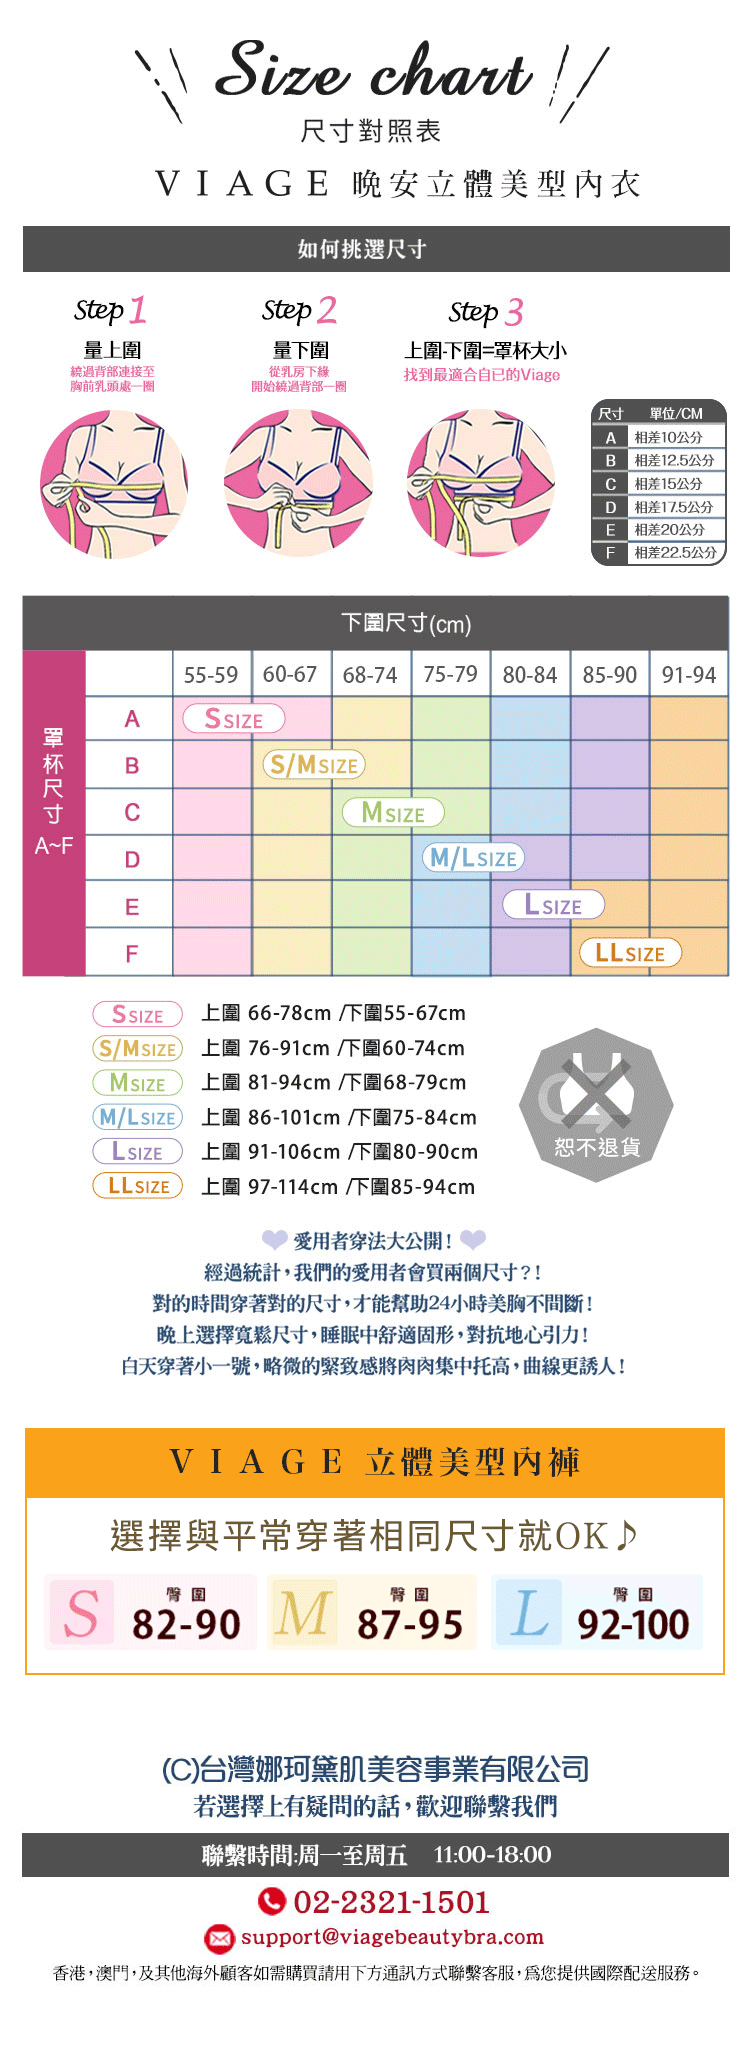 Size chart
尺寸對照表
VIAGE 晚安立體美型內衣
如何挑選尺寸
Step 1
量上圍
繞過背部連接至
胸前乳頭處一圈
Step 2
量下圍
從乳房下緣
開始繞過背部一圈
Step 3
上圍-下圍=罩杯大小
找到最適合自已的Viage
尺寸 單位/CM
A 相差10公分
B 相差12.5公分
C 相差15公分
D 相差17.5公分
E 相差20公分
F 相差22.5公分
下圍尺寸(cm)
55-59 60-67 68-74 75-79 80-84 85-90 91-94
罩杯尺寸
A~F
A S SIZE
B S/M SIZE
C M SIZE
D M/L SIZE
E L SIZE
F LL SIZE
S SIZE 上圍 66-78cm /下圍55-67cm
S/M SIZE 上圍 76-91cm /下圍60-74cm
M SIZE 上圍 81-94cm /下圍68-79cm
M/L SIZE 上圍 86-101cm /下圍75-84cm
L SIZE 上圍 91-106cm /下圍80-90cm
LL SIZE 上圍 97-114cm /下圍85-94cm
恕不退貨
愛用者穿法大公開!
經過統計,我們的愛用者會買兩個尺寸?!
對的時間穿著對的尺寸,才能幫助24小時美胸不間斷!
晚上選擇寬鬆尺寸,睡眠中舒適固形,對抗地心引力!
白天穿著小一號,略微的緊致感將肉肉集中托高,曲線更誘人!
VIAGE 立體美型內褲
選擇與平常穿著相同尺寸就OK♪
S 臀圍 82-90
M 臀圍 87-95
L 臀圍 92-100
(C)台灣娜珂黛肌美容事業有限公司
若選擇上有疑問的話,歡迎聯繫我們
聯繫時間:周一至周五 11:00-18:00
02-2321-1501
support@viagebeautybra.com
香港,澳門,及其他海外顧客如需購買請用下方通訊方式聯繫客服,為您提供國際配送服務。